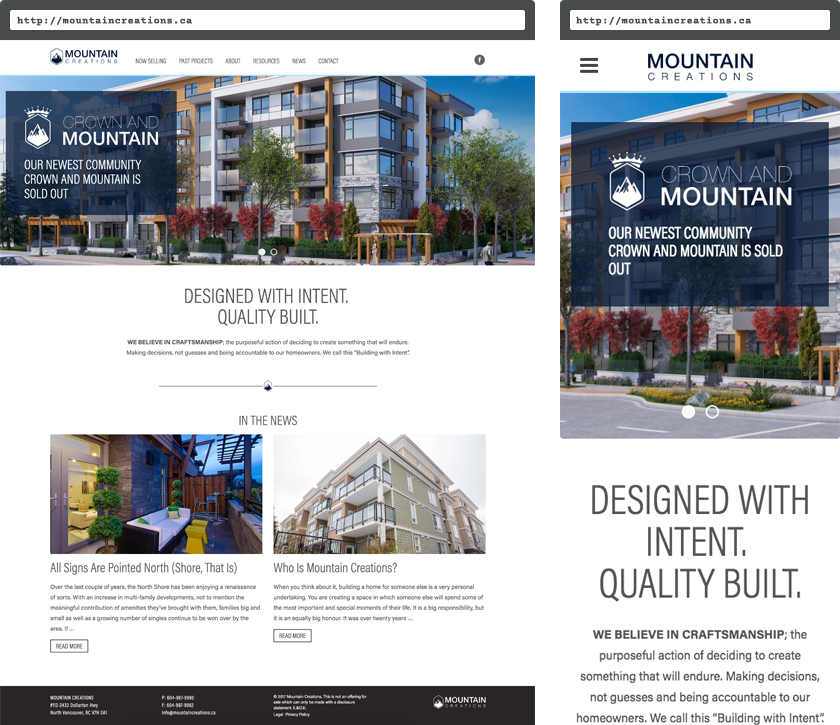 http://mountaincreations.ca
MOUNTAIN
CREATIONS
NOW SELLING
PAST PROJECTS
ABOUT
RESOURCES
NEWS
CONTACT
f
CROWN AND
MOUNTAIN
OUR NEWEST COMMUNITY
CROWN AND MOUNTAIN IS
SOLD OUT
DESIGNED WITH INTENT.
QUALITY BUILT.
WE BELIEVE IN CRAFTSMANSHIP; the purposeful action of deciding to create something that will endure.
Making decisions, not guesses and being accountable to our homeowners. We call this "Building with Intent".
IN THE NEWS
All Signs Are Pointed North (Shore, That Is)
Over the last couple of years, the North Shore has been enjoying a renaissance
of sorts. With an increase in multi-family developments, not to mention the
meaningful contribution of amenities they've brought with them, families big and
small as well as a growing number of singles continue to be won over by the
area. If ...
READ MORE
Who Is Mountain Creations?
When you think about it, building a home for someone else is a very personal
undertaking. You are creating a space in which someone else will spend some of
the most important and special moments of their life. It is a big responsibility, but
it is an equally big honour. It was over twenty years ...
READ MORE
MOUNTAIN CREATIONS
#112-2433 Dollarton Hwy
North Vancouver, BC V7H 0A1
P: 604-987-9980
F: 604-987-9982
info@mountaincreations.ca
© 2017 Mountain Creations. This is not an offering for
sale which can only be made with a disclosure
statement. E.&O.E.
Legal Privacy Policy
MOUNTAIN
CREATIONS
http://mountaincreations.ca
MOUNTAIN
CREATIONS
CROWN AND
MOUNTAIN
OUR NEWEST COMMUNITY
CROWN AND MOUNTAIN IS SOLD
OUT
DESIGNED WITH
INTENT.
QUALITY BUILT.
WE BELIEVE IN CRAFTSMANSHIP; the
purposeful action of deciding to create
something that will endure. Making decisions,
not guesses and being accountable to our
homeowners. We call this "Building with Intent".